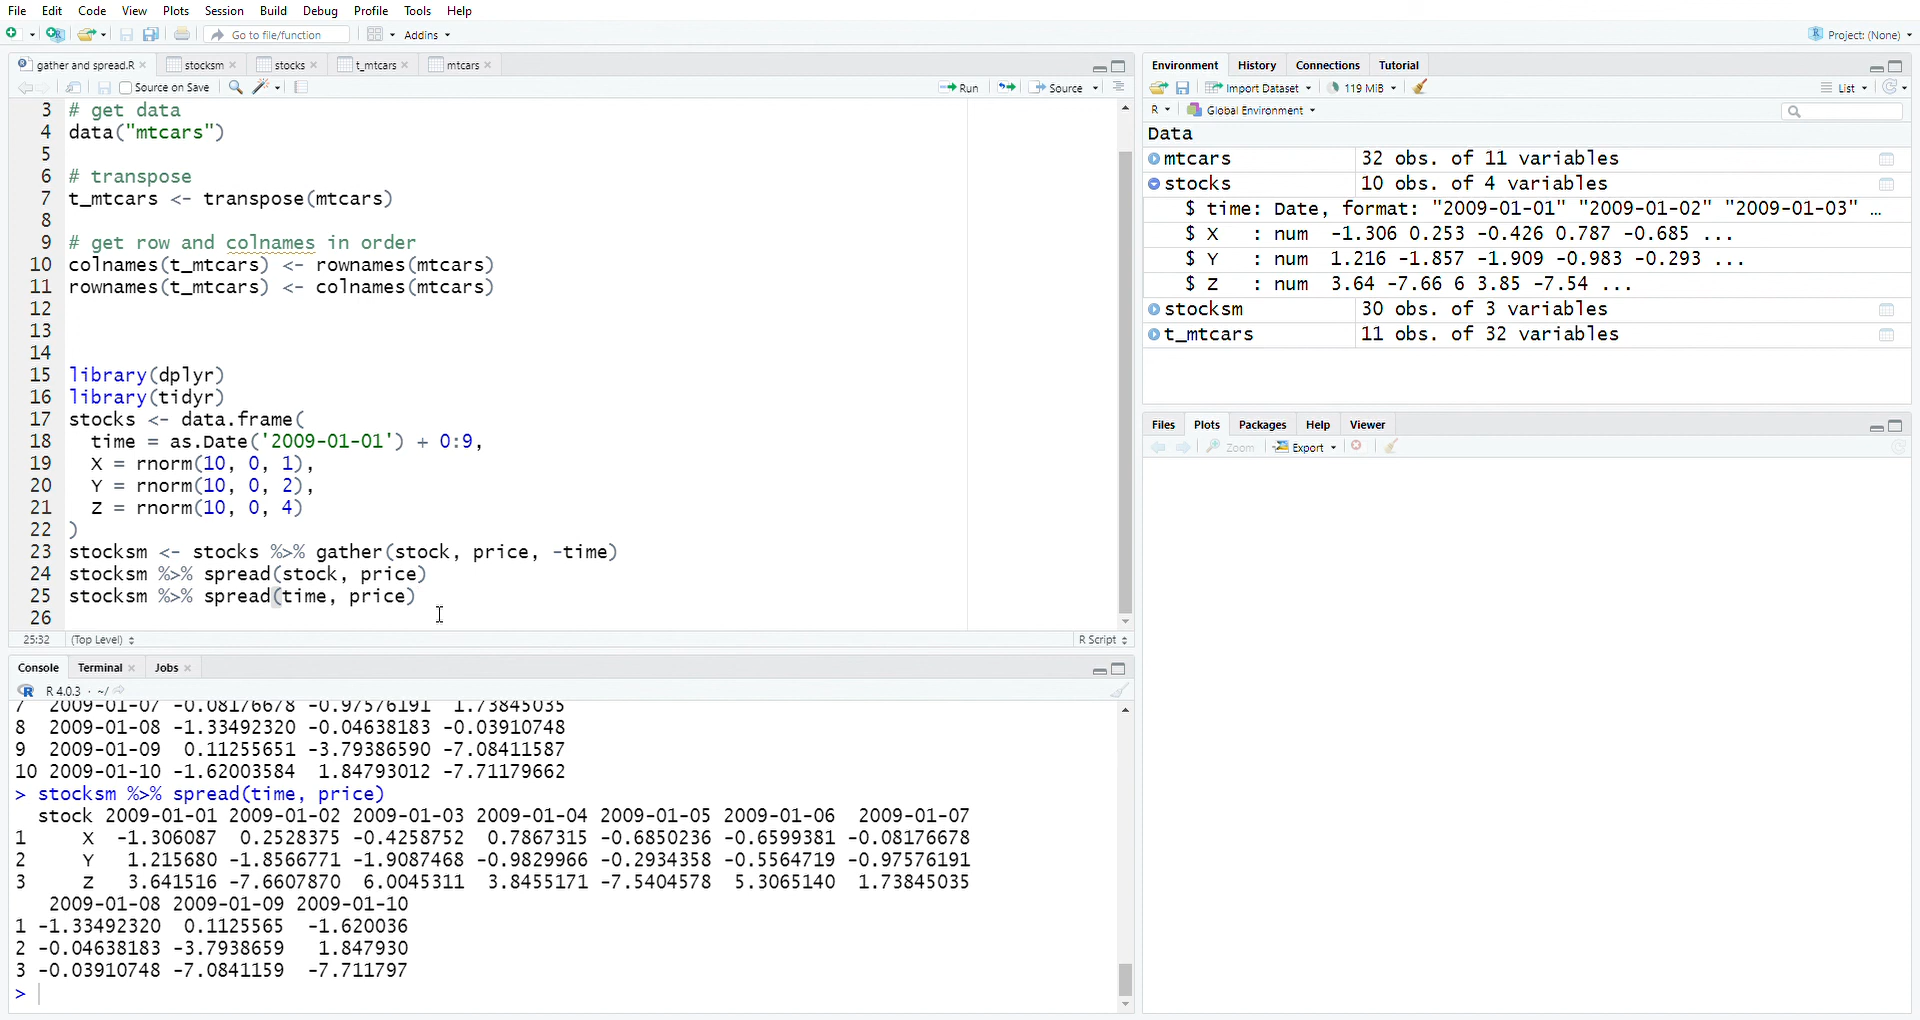 File Edit Code View Plots Session Build Debug Profile Tools Help
Go to file/function Addins Project: (None)
gather and spread.R stocksm stocks t_mtcars mtcars
Source on Save Run Source
3 # get data
4 data("mtcars")
5
6 # transpose
7 t_mtcars <- transpose(mtcars)
8
9 # get row and colnames in order
10 colnames(t_mtcars) <- rownames(mtcars)
11 rownames(t_mtcars) <- colnames(mtcars)
12
13
14
15 library(dplyr)
16 library(tidyr)
17 stocks <- data.frame(
18 time = as.Date('2009-01-01') + 0:9,
19 X = rnorm(10, 0, 1),
20 Y = rnorm(10, 0, 2),
21 Z = rnorm(10, 0, 4)
22 )
23 stocksm <- stocks %>% gather(stock, price, -time)
24 stocksm %>% spread(stock, price)
25 stocksm %>% spread(time, price)
26
25:32 (Top Level) R Script
Console Terminal Jobs
R 4.0.3 · ~/
7 2009-01-07 -0.08176678 -0.97576191 1.73845035
8 2009-01-08 -1.33492320 -0.04638183 -0.03910748
9 2009-01-09 0.11255651 -3.79386590 -7.08411587
10 2009-01-10 -1.62003584 1.84793012 -7.71179662
> stocksm %>% spread(time, price)
stock 2009-01-01 2009-01-02 2009-01-03 2009-01-04 2009-01-05 2009-01-06 2009-01-07
1 X -1.306087 0.2528375 -0.4258752 0.7867315 -0.6850236 -0.6599381 -0.08176678
2 Y 1.215680 -1.8566771 -1.9087468 -0.9829966 -0.2934358 -0.5564719 -0.97576191
3 Z 3.641516 -7.6607870 6.0045311 3.8455171 -7.5404578 5.3065140 1.73845035
2009-01-08 2009-01-09 2009-01-10
1 -1.33492320 0.1125565 -1.620036
2 -0.04638183 -3.7938659 1.847930
3 -0.03910748 -7.0841159 -7.711797
>
Environment History Connections Tutorial
Import Dataset 119 MiB List
R Global Environment
Data
mtcars 32 obs. of 11 variables
stocks 10 obs. of 4 variables
$ time: Date, format: "2009-01-01" "2009-01-02" "2009-01-03" ...
$ X : num -1.306 0.253 -0.426 0.787 -0.685 ...
$ Y : num 1.216 -1.857 -1.909 -0.983 -0.293 ...
$ Z : num 3.64 -7.66 6 3.85 -7.54 ...
stocksm 30 obs. of 3 variables
t_mtcars 11 obs. of 32 variables
Files Plots Packages Help Viewer
Zoom Export